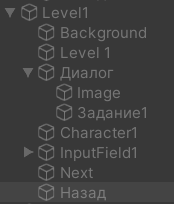 Level1
Background
Level 1
Диалог
Image
Задание1
Character1
InputField1
Next
Назад